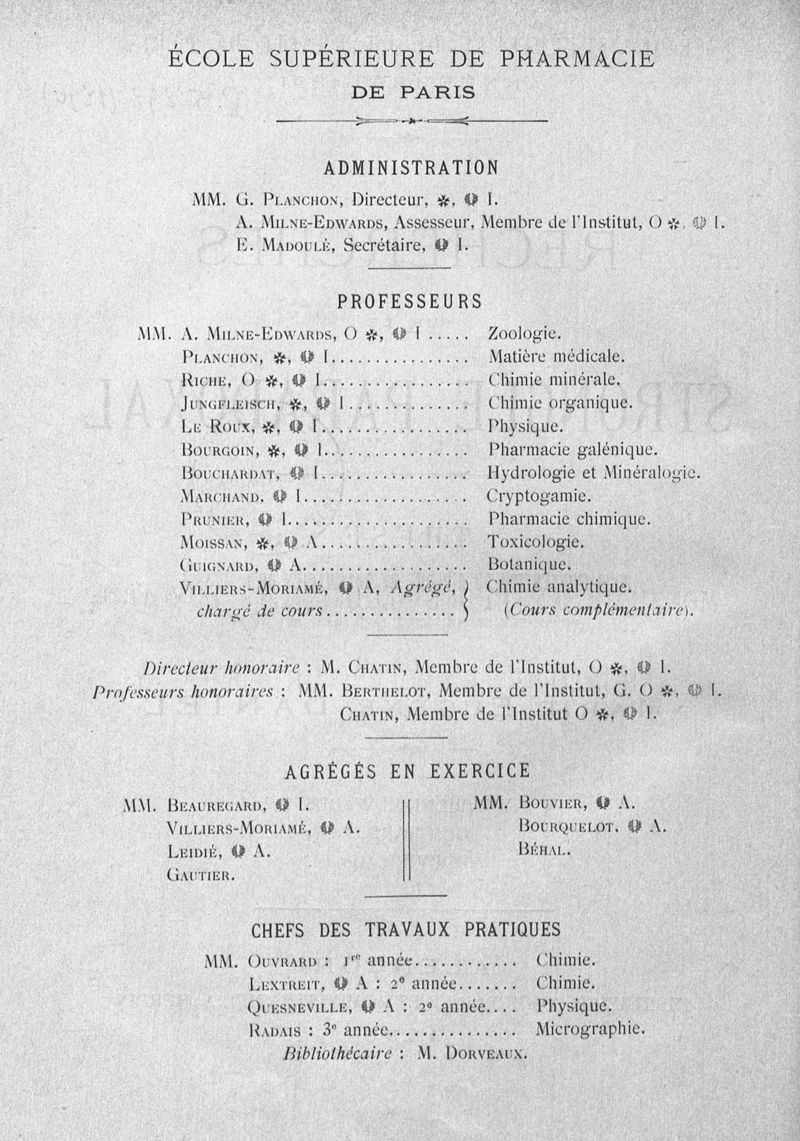 ÉCOLE SUPÉRIEURE DE PHARMACIE
DE PARIS
ADMINISTRATION
MM. G. PLANCHON, Directeur, ✻, I.
A. MILNE-EDWARDS, Assesseur, Membre de l'Institut, O ✻, I.
E. MADOULÉ, Secrétaire, I.
PROFESSEURS
MM. A. MILNE-EDWARDS, O ✻, I ..... Zoologie.
PLANCHON, ✻, I................ Matière médicale.
RICHE, O ✻, I................. Chimie minérale.
JUNGFLEISCH, ✻, I.............. Chimie organique.
LE ROUX, ✻, I................. Physique.
BOURGOIN, ✻, I................. Pharmacie galénique.
BOUCHARDAT, I................. Hydrologie et Minéralogie.
MARCHAND, I................... Cryptogamie.
PRUNIER, I..................... Pharmacie chimique.
MOISSAN, ✻, A................. Toxicologie.
GUIGNARD, A................... Botanique.
VILLIERS-MORIAMÉ, A, Agrégé, } Chimie analytique.
chargé de cours............... } (Cours complémentaire).
Directeur honoraire : M. CHATIN, Membre de l'Institut, O ✻, I.
Professeurs honoraires : MM. BERTHELOT, Membre de l'Institut, G. O ✻, I.
CHATIN, Membre de l'Institut O ✻, I.
AGRÉGÉS EN EXERCICE
MM. BEAUREGARD, I.
VILLIERS-MORIAMÉ, A.
LEIDIÉ, A.
GAUTIER.
MM. BOUVIER, A.
BOURQUELOT, A.
BÉHAL.
CHEFS DES TRAVAUX PRATIQUES
MM. OUVRARD : 1re année............ Chimie.
LEXTREIT, A : 2e année....... Chimie.
QUESNEVILLE, A : 2e année.... Physique.
RADAIS : 3e année............... Micrographie.
Bibliothécaire : M. DORVEAUX.